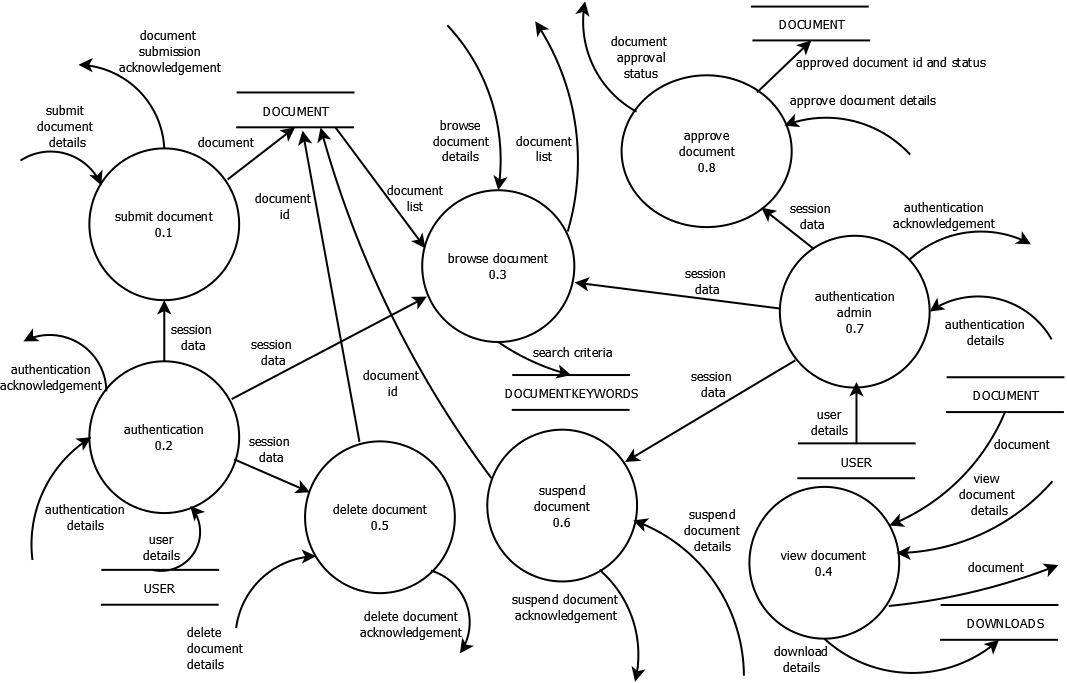 document
submission
acknowledgement
submit
document
details
document
DOCUMENT
submit document
0.1
document
id
document
list
browse
document
details
document
list
browse document
0.3
document
approval
status
DOCUMENT
approved document id and status
approve document details
approve
document
0.8
session
data
authentication
acknowledgement
session
data
authentication
admin
0.7
authentication
details
session
data
authentication
acknowledgement
session
data
search criteria
DOCUMENTKEYWORDS
document
id
session
data
user
details
USER
DOCUMENT
document
authentication
0.2
session
data
authentication
details
user
details
USER
delete document
0.5
delete
document
details
delete document
acknowledgement
suspend
document
0.6
suspend
document
details
suspend document
acknowledgement
view
document
details
view document
0.4
document
DOWNLOADS
download
details